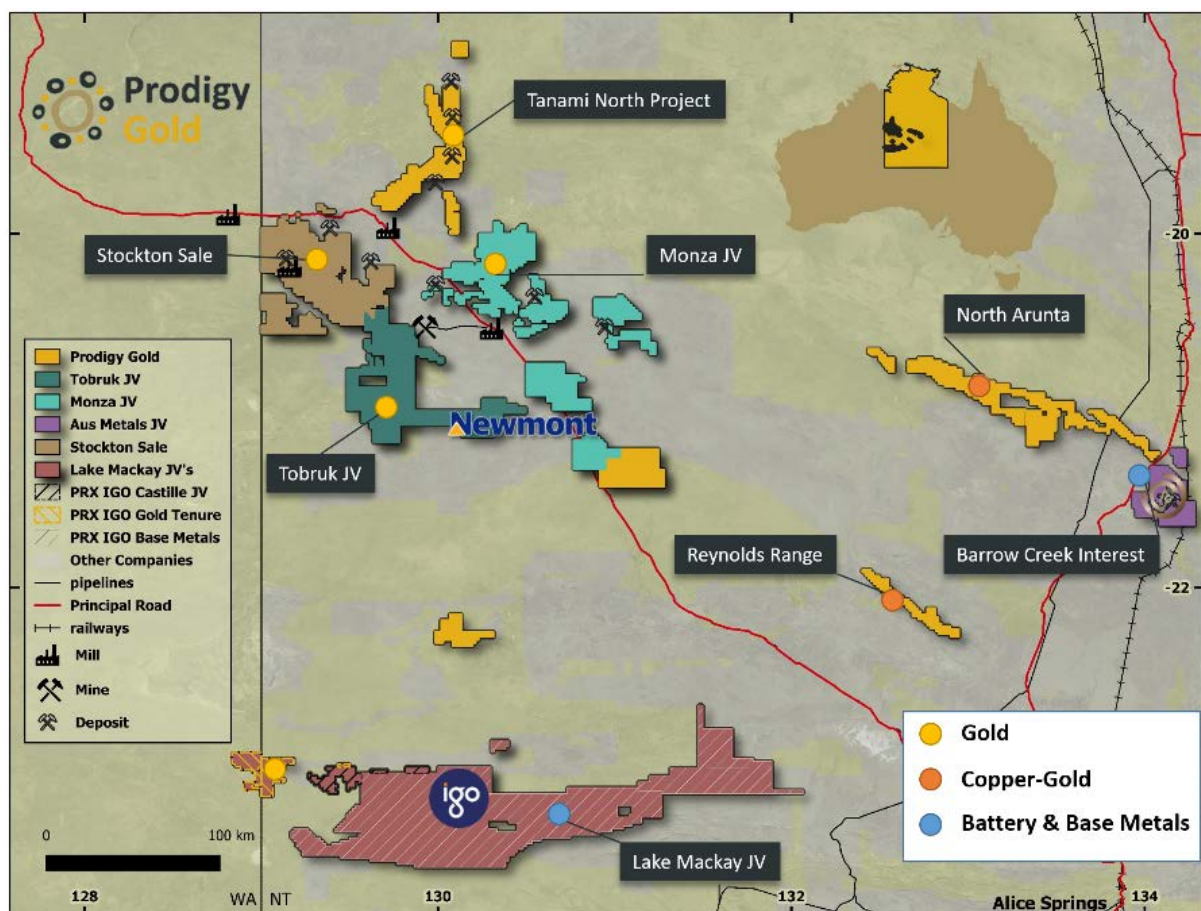 Prodigy
Gold
Tanami North Project
Stockton Sale
Monza JV
-20
North Arunta
Prodigy Gold
Tobruk JV
Monza JV
Aus Metals JV
Stockton Sale
Lake Mackay JV's
PRX IGO Castille JV
PRX IGO Gold Tenure
PRX IGO Base Metals
Other Companies
pipelines
Principal Road
railways
Mill
Mine
Deposit
Newmont
Tobruk JV
Reynolds Range
Barrow Creek Interest
-22
Gold
Copper-Gold
Battery & Base Metals
igo
Lake Mackay JV
0
100 km
128
WA
NT
130
132
Alice Springs
134